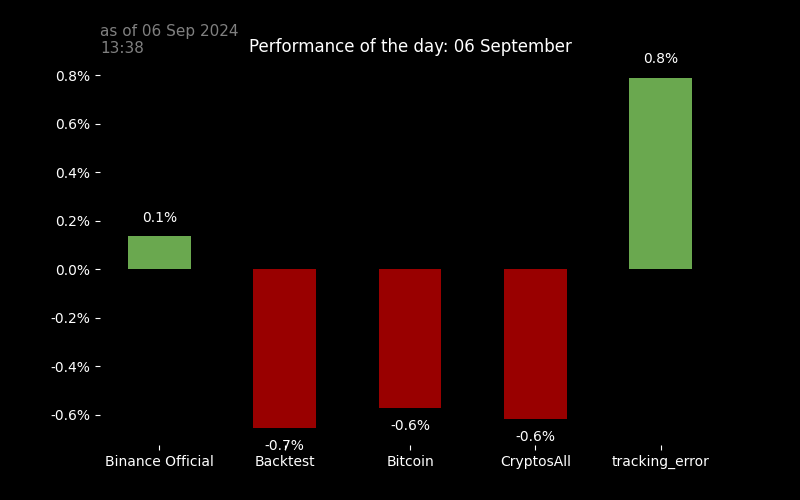 as of 06 Sep 2024
13:38
Performance of the day: 06 September
0.8%
0.8%
0.6%
0.4%
0.2%
0.1%
0.0%
-0.2%
-0.4%
-0.6%
-0.7%
-0.6%
-0.6%
Binance Official
Backtest
Bitcoin
CryptosAll
tracking_error